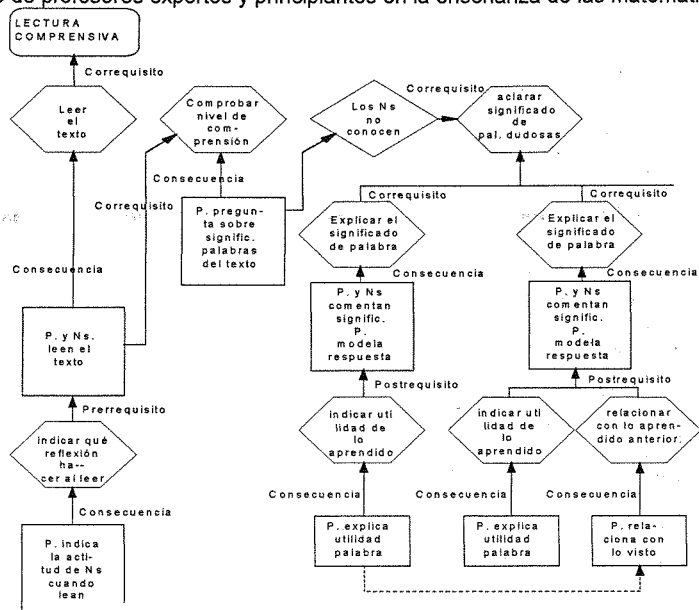 de profesores expertos y principiantes en la enseñanza de las matemáti
LECTURA
COMPRENSIVA
Correquisito
Leer
el
texto
Comprobar
nivel de
com-
prensión
Los Ns
no
conocen
Correquisito
aclarar
significado
de
pal. dudosas
Consecuencia
Correquisito
P. pregun-
ta sobre
signific.
palabras
del texto
Correquisito
Explicar el
significado
de palabra
Correquisito
Explicar el
significado
de palabra
Consecuencia
P. y Ns.
leen el
texto
Consecuencia
P. y Ns
comentan
signific.
P.
modela
respuesta
Consecuencia
P. y Ns
comentan
signific.
P.
modela
respuesta
Prerrequisito
indicar qué
reflexión
ha--
cer al leer
Postrequisito
indicar uti
lidad de
lo
aprendido
Postrequisito
indicar uti
lidad de
lo
aprendido
relacionar
con lo apren-
dido anterior.
Consecuencia
P. indica
la acti-
tud de Ns
cuando
lean
Consecuencia
P. explica
utilidad
palabra
Consecuencia
P. explica
utilidad
palabra
Consecuencia
P. rela-
ciona con
lo visto